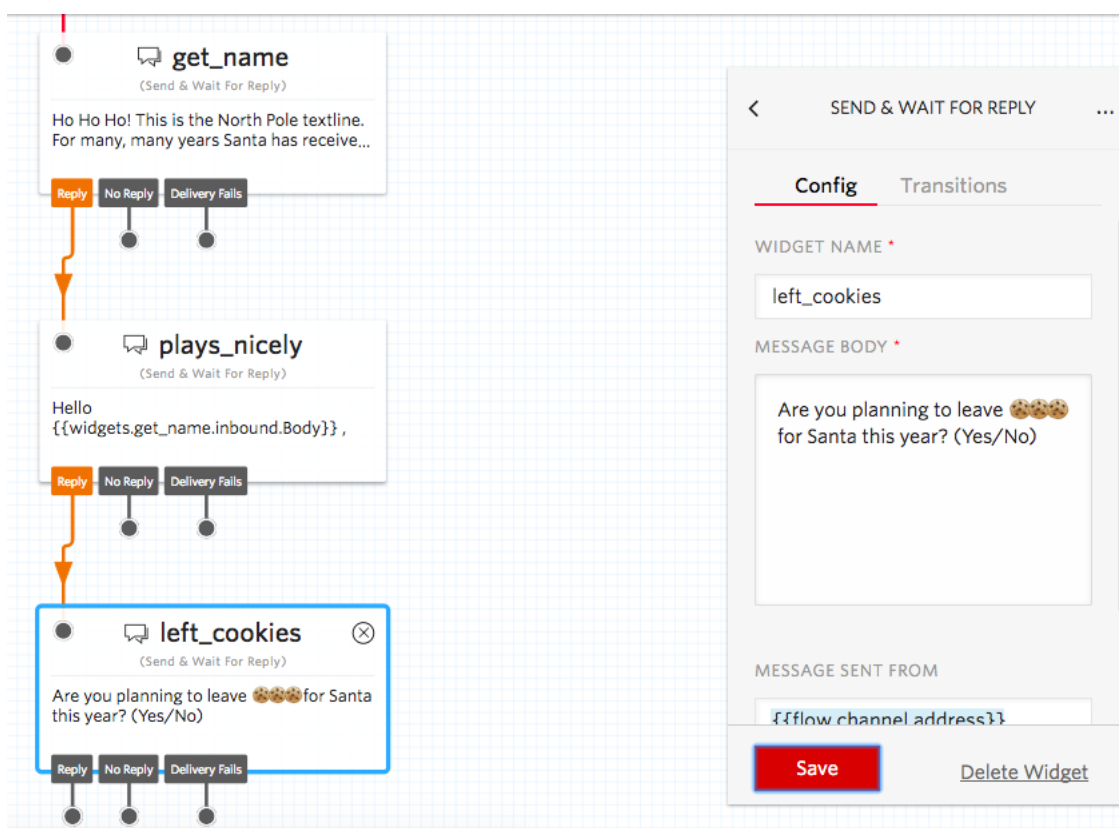 get_name
(Send & Wait For Reply)
Ho Ho Ho! This is the North Pole textline.
For many, many years Santa has receive...
Reply No Reply Delivery Fails
plays_nicely
(Send & Wait For Reply)
Hello
{{widgets.get_name.inbound.Body}} ,
Reply No Reply Delivery Fails
left_cookies
(Send & Wait For Reply)
Are you planning to leave 🍪🍪🍪for Santa
this year? (Yes/No)
Reply No Reply Delivery Fails
SEND & WAIT FOR REPLY ...
Config Transitions
WIDGET NAME *
left_cookies
MESSAGE BODY *
Are you planning to leave 🍪🍪🍪
for Santa this year? (Yes/No)
MESSAGE SENT FROM
{{flow.channel.address}}
Save Delete Widget